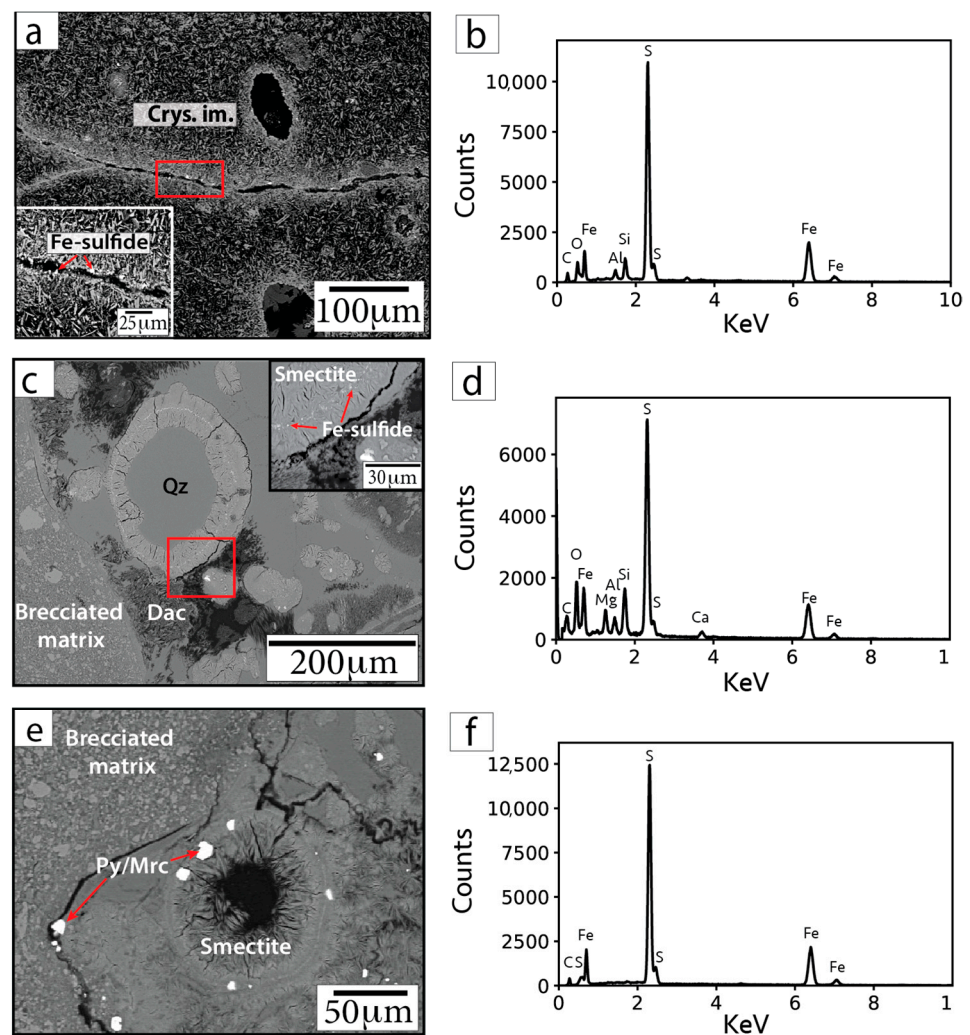 a
Crys. im.
Fe-sulfide
25μm
100μm
b
Counts
10,000
7500
5000
2500
0
S
C
O
Fe
Al
Si
S
Fe
Fe
0 2 4 6 8 10
KeV
c
Smectite
Fe-sulfide
30μm
Qz
Brecciated
matrix
Dac
200μm
d
Counts
6000
4000
2000
0
S
O
C
Fe
Mg
Al
Si
S
Ca
Fe
Fe
0 2 4 6 8 1
KeV
e
Brecciated
matrix
Py/Mrc
Smectite
50μm
f
Counts
12,500
10,000
7500
5000
2500
0
S
Fe
C S
S
Fe
Fe
0 2 4 6 8 1
KeV